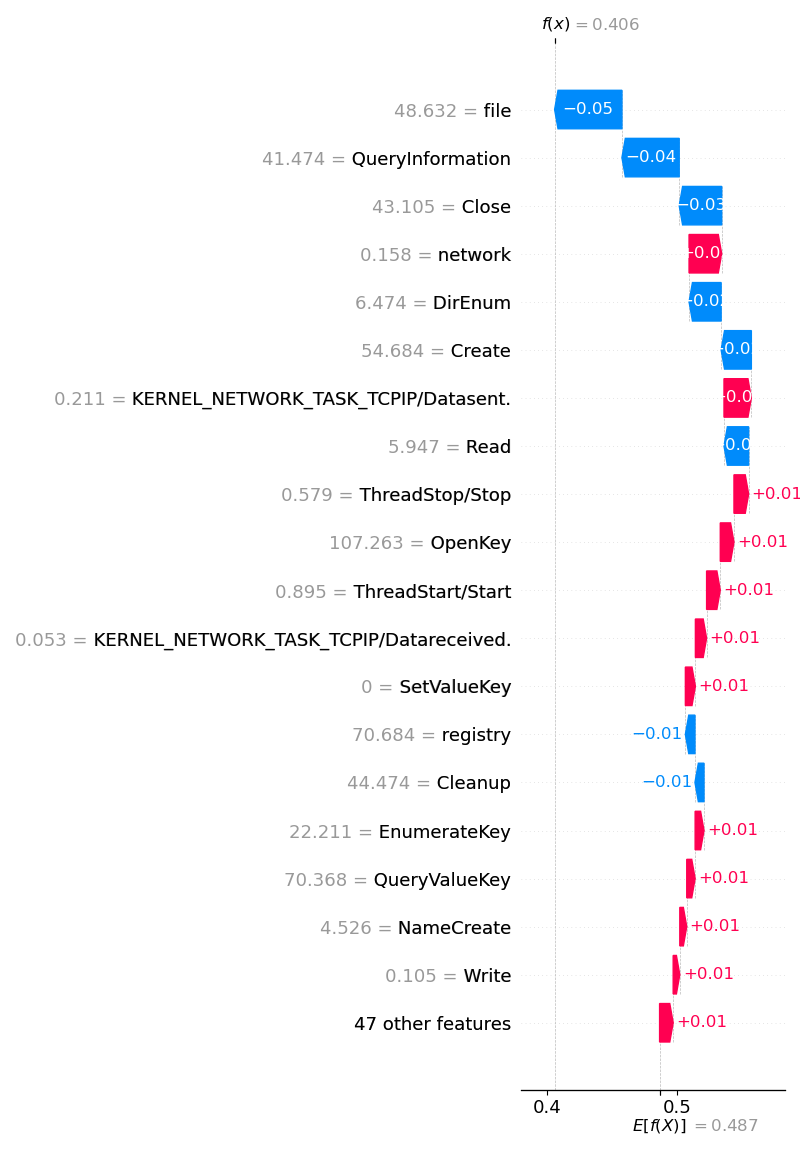 f(x) = 0.406
48.632 = file
−0.05
41.474 = QueryInformation
−0.04
43.105 = Close
−0.03
0.158 = network
6.474 = DirEnum
54.684 = Create
0.211 = KERNEL_NETWORK_TASK_TCPIP/Datasent.
5.947 = Read
0.579 = ThreadStop/Stop
+0.01
107.263 = OpenKey
+0.01
0.895 = ThreadStart/Start
+0.01
0.053 = KERNEL_NETWORK_TASK_TCPIP/Datareceived.
+0.01
0 = SetValueKey
+0.01
70.684 = registry
−0.01
44.474 = Cleanup
−0.01
22.211 = EnumerateKey
+0.01
70.368 = QueryValueKey
+0.01
4.526 = NameCreate
+0.01
0.105 = Write
+0.01
47 other features
+0.01
0.4 0.5
E[f(X)] = 0.487